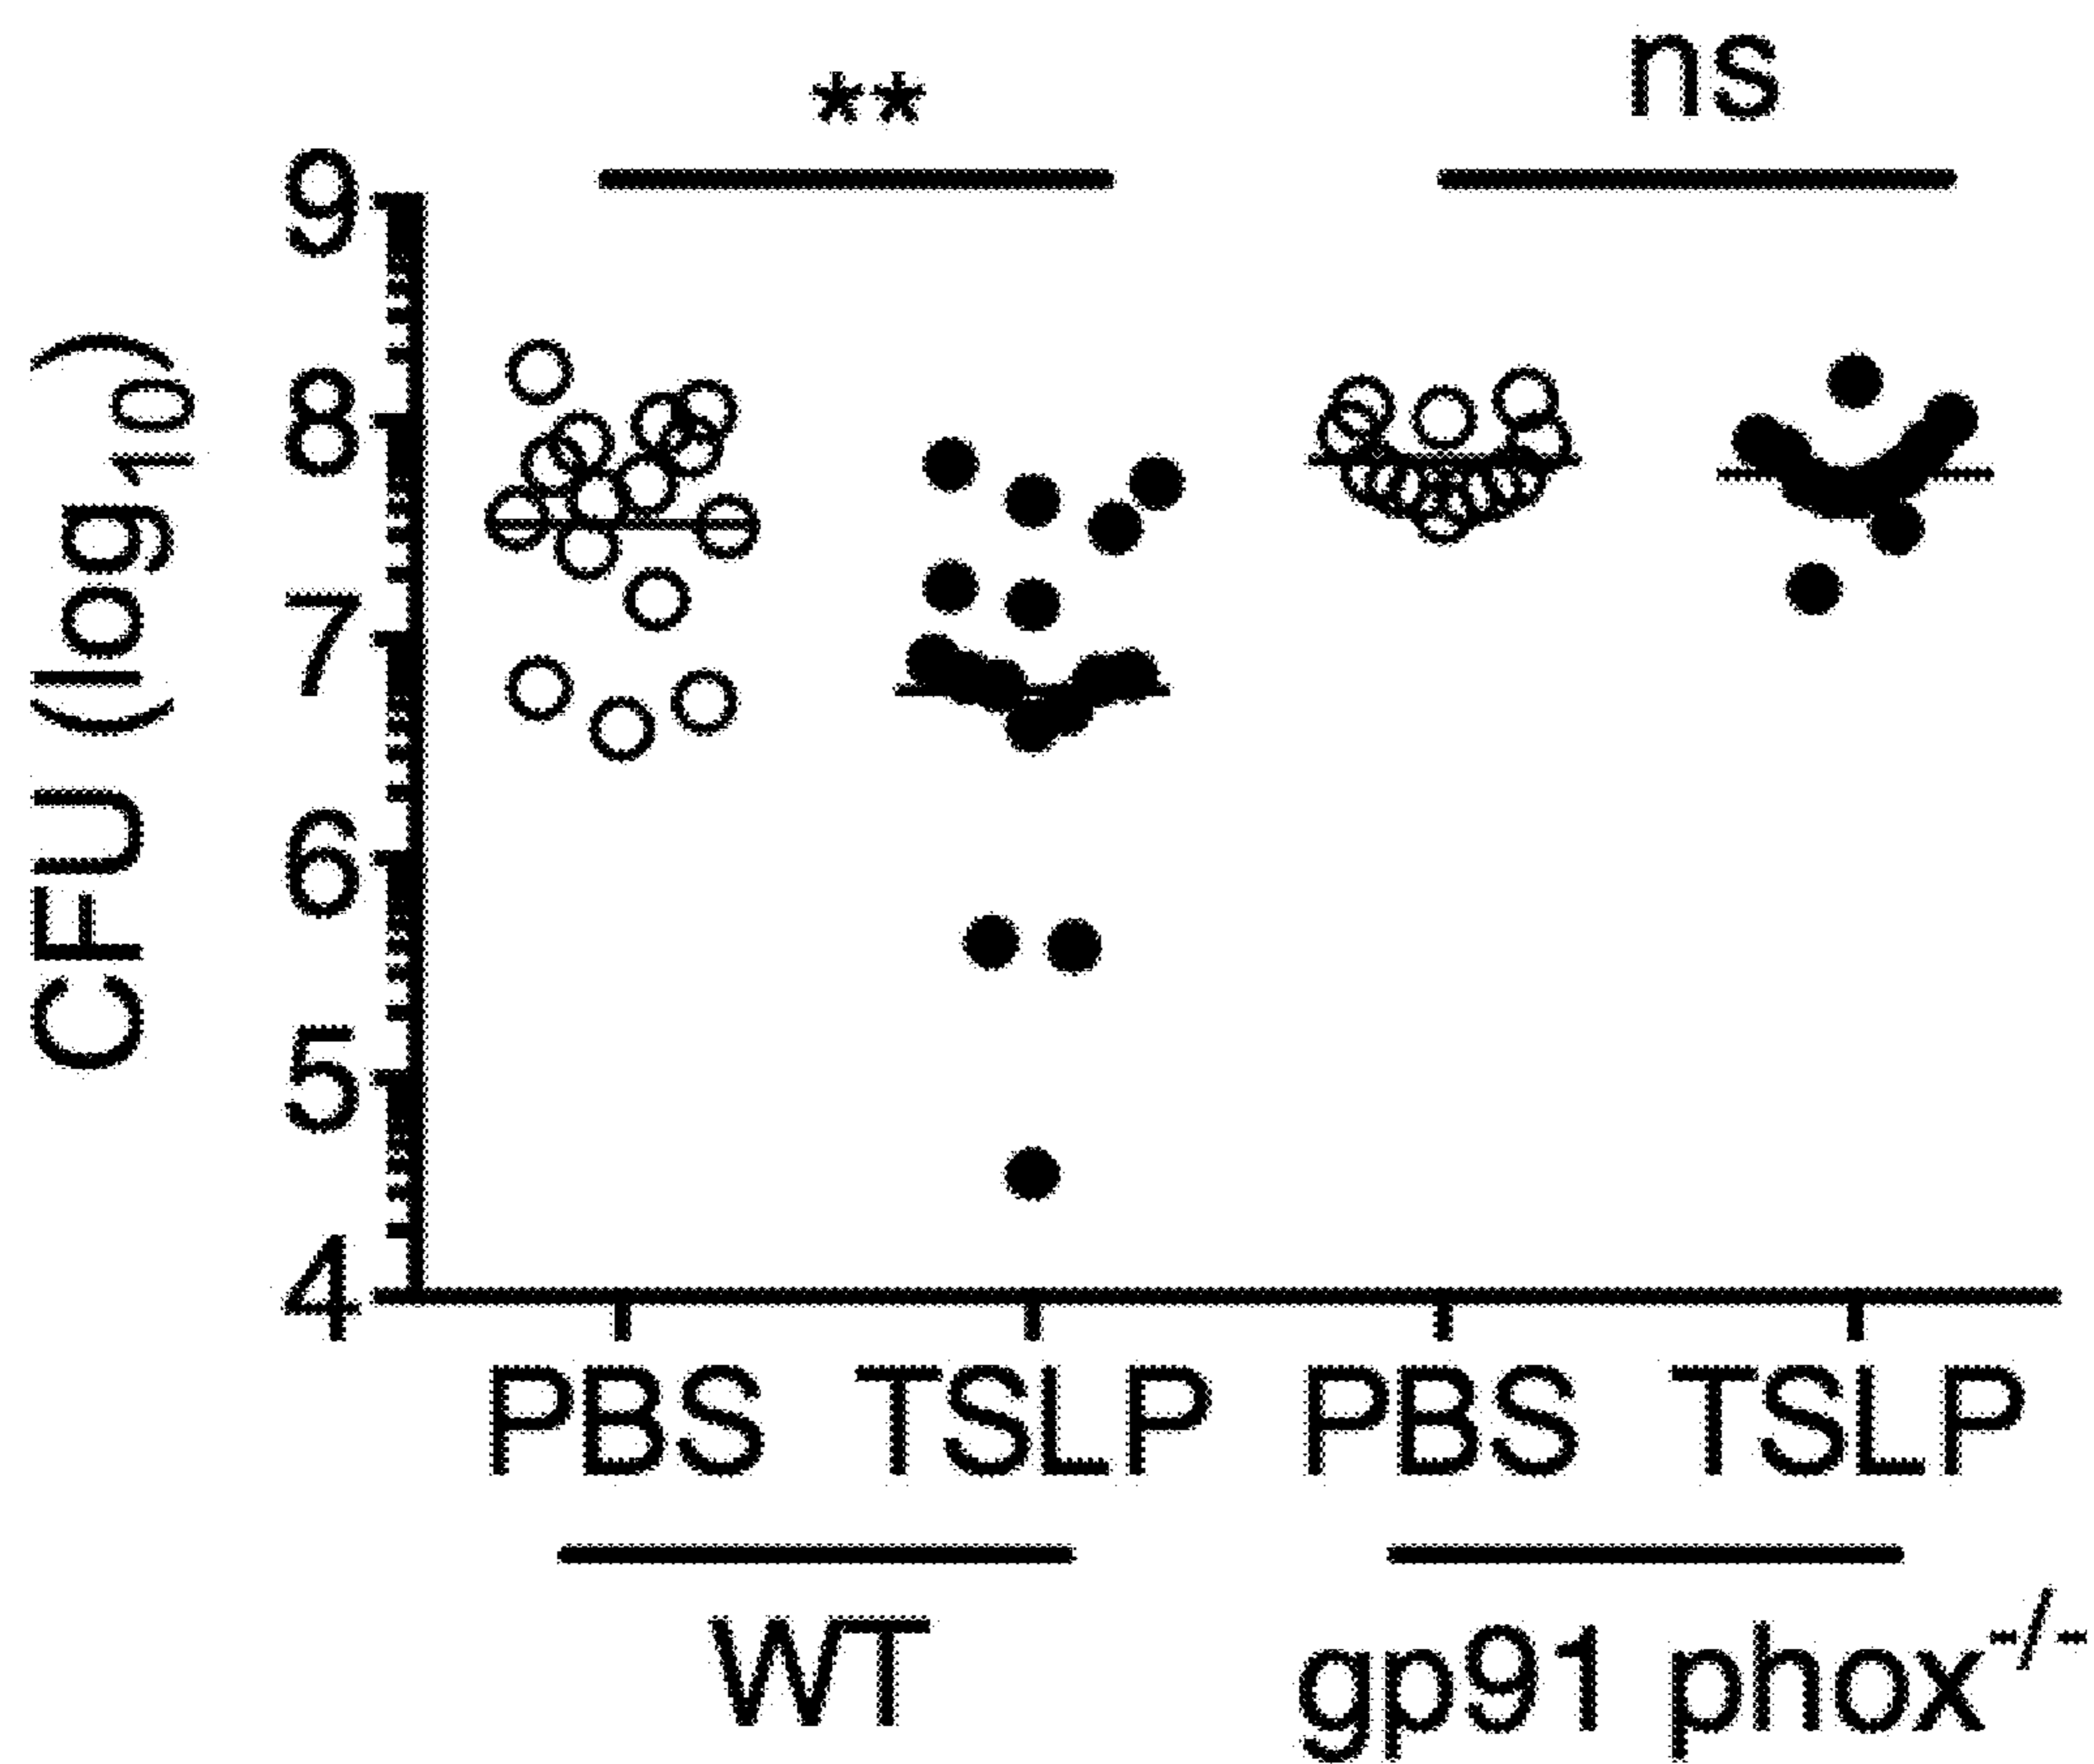 ** ns
CFU (log10)
9
8
7
6
5
4
PBS TSLP PBS TSLP
WT gp91 phox-/-